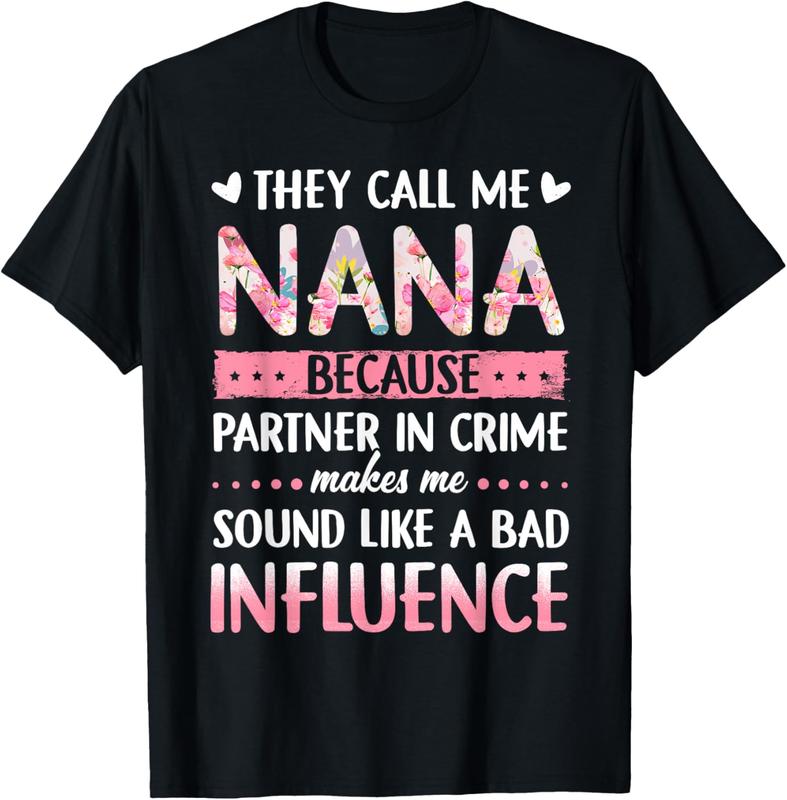 THEY CALL ME
NANA
BECAUSE
PARTNER IN CRIME
makes me
SOUND LIKE A BAD
INFLUENCE